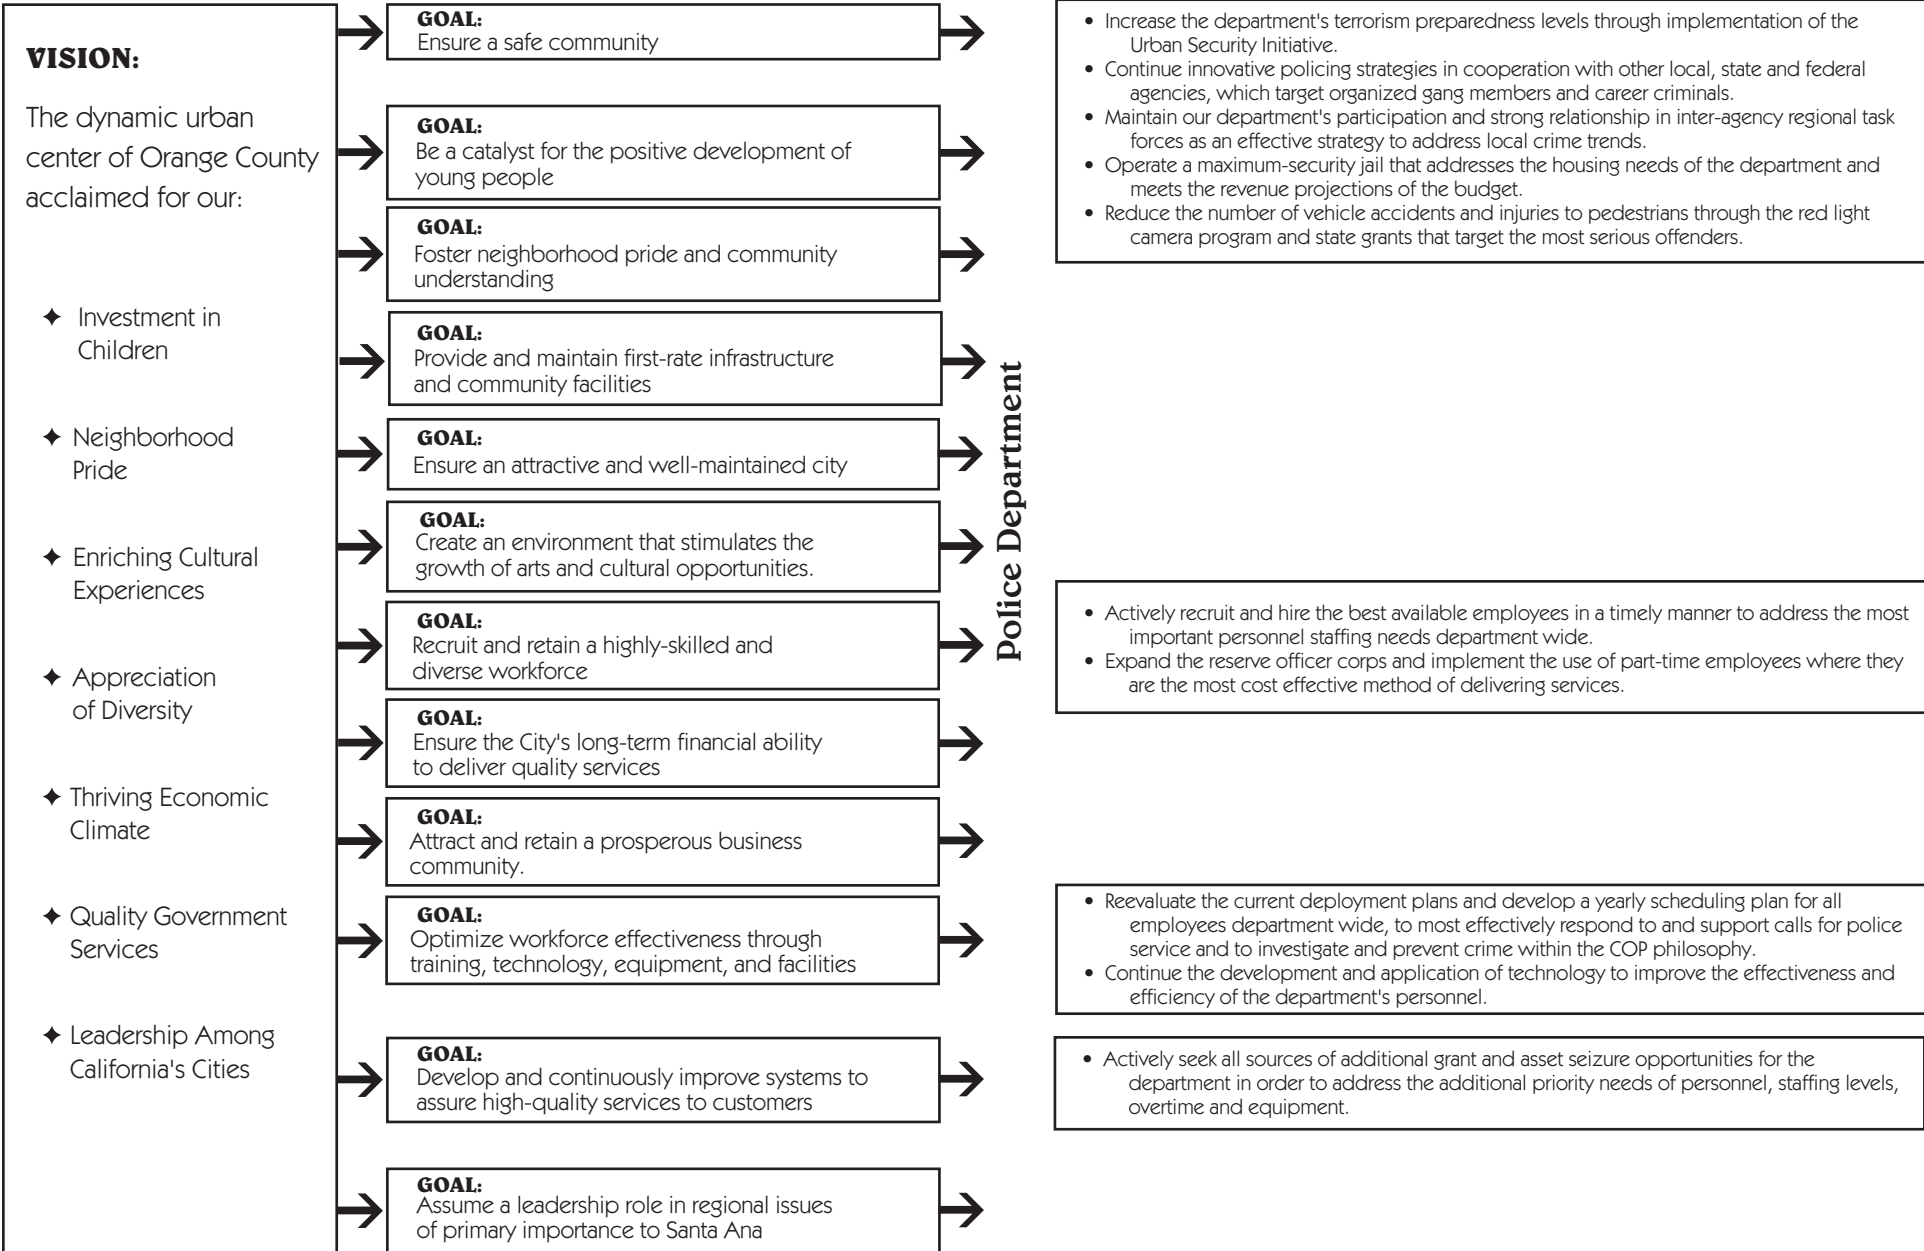 VISION:
The dynamic urban
center of Orange County
acclaimed for our:
✦ Investment in
Children
✦ Neighborhood
Pride
✦ Enriching Cultural
Experiences
✦ Appreciation
of Diversity
✦ Thriving Economic
Climate
✦ Quality Government
Services
✦ Leadership Among
California's Cities
GOAL:
Ensure a safe community
GOAL:
Be a catalyst for the positive development of
young people
GOAL:
Foster neighborhood pride and community
understanding
GOAL:
Provide and maintain first-rate infrastructure
and community facilities
GOAL:
Ensure an attractive and well-maintained city
GOAL:
Create an environment that stimulates the
growth of arts and cultural opportunities.
GOAL:
Recruit and retain a highly-skilled and
diverse workforce
GOAL:
Ensure the City's long-term financial ability
to deliver quality services
GOAL:
Attract and retain a prosperous business
community.
GOAL:
Optimize workforce effectiveness through
training, technology, equipment, and facilities
GOAL:
Develop and continuously improve systems to
assure high-quality services to customers
GOAL:
Assume a leadership role in regional issues
of primary importance to Santa Ana
Police Department
• Increase the department's terrorism preparedness levels through implementation of the
Urban Security Initiative.
• Continue innovative policing strategies in cooperation with other local, state and federal
agencies, which target organized gang members and career criminals.
• Maintain our department's participation and strong relationship in inter-agency regional task
forces as an effective strategy to address local crime trends.
• Operate a maximum-security jail that addresses the housing needs of the department and
meets the revenue projections of the budget.
• Reduce the number of vehicle accidents and injuries to pedestrians through the red light
camera program and state grants that target the most serious offenders.
• Actively recruit and hire the best available employees in a timely manner to address the most
important personnel staffing needs department wide.
• Expand the reserve officer corps and implement the use of part-time employees where they
are the most cost effective method of delivering services.
• Reevaluate the current deployment plans and develop a yearly scheduling plan for all
employees department wide, to most effectively respond to and support calls for police
service and to investigate and prevent crime within the COP philosophy.
• Continue the development and application of technology to improve the effectiveness and
efficiency of the department's personnel.
• Actively seek all sources of additional grant and asset seizure opportunities for the
department in order to address the additional priority needs of personnel, staffing levels,
overtime and equipment.